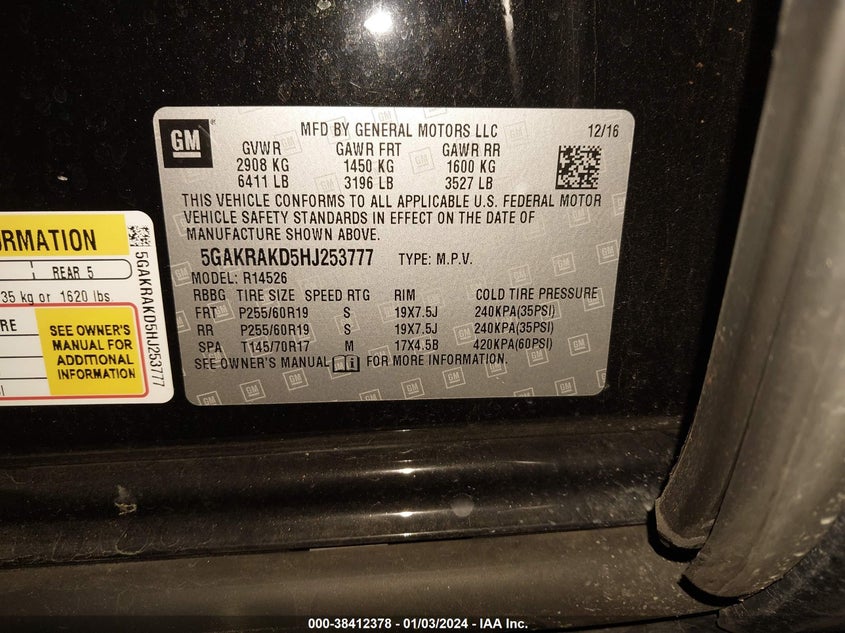 GM
MFD BY GENERAL MOTORS LLC 12/16
GVWR GAWR FRT GAWR RR
2908 KG 1450 KG 1600 KG
6411 LB 3196 LB 3527 LB
THIS VEHICLE CONFORMS TO ALL APPLICABLE U.S. FEDERAL MOTOR
VEHICLE SAFETY STANDARDS IN EFFECT ON THE DATE OF
MANUFACTURE SHOWN ABOVE.
5GAKRAKD5HJ253777 TYPE: M.P.V.
MODEL: R14526
RBBG TIRE SIZE SPEED RTG RIM COLD TIRE PRESSURE
FRT P255/60R19 S 19X7.5J 240KPA(35PSI)
RR P255/60R19 S 19X7.5J 240KPA(35PSI)
SPA T145/70R17 M 17X4.5B 420KPA(60PSI)
SEE OWNER'S MANUAL FOR MORE INFORMATION.
REAR 5
35 kg or 1620 lbs.
SEE OWNER'S
MANUAL FOR
ADDITIONAL
INFORMATION
5GAKRAKD5HJ253777
000-38412378 - 01/03/2024 - IAA Inc.